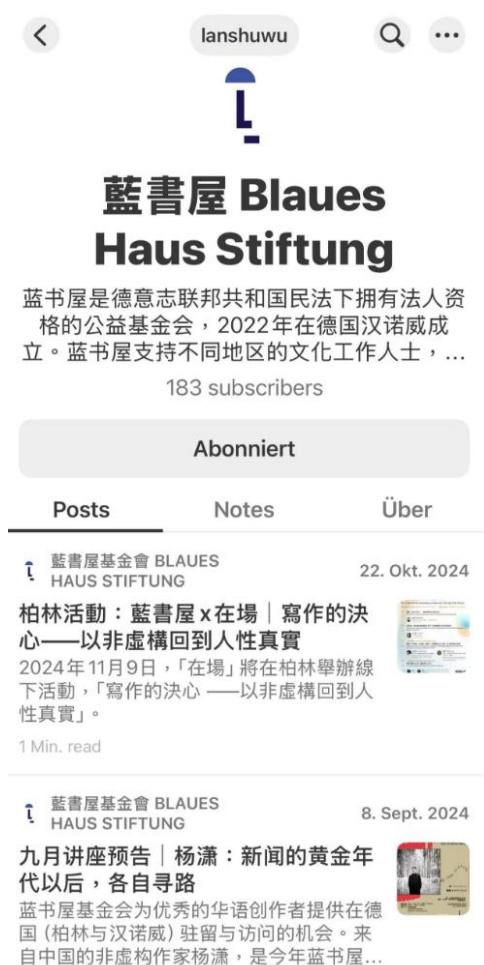 lanshuwu
藍書屋 Blaues
Haus Stiftung
蓝书屋是德意志联邦共和国民法下拥有法人资
格的公益基金会，2022年在德国汉诺威成
立。蓝书屋支持不同地区的文化工作人士，...
183 subscribers
Abonniert
Posts
Notes
Über
藍書屋基金會 BLAUES
HAUS STIFTUNG
22. Okt. 2024
柏林活動：藍書屋x在場｜寫作的決
心——以非虛構回到人性真實
2024年11月9日，「在場」將在柏林舉辦線
下活動，「寫作的決心 ——以非虛構回到人
性真實」。
1 Min. read
藍書屋基金會 BLAUES
HAUS STIFTUNG
8. Sept. 2024
九月讲座预告｜杨潇：新闻的黄金年
代以后，各自寻路
蓝书屋基金会为优秀的华语创作者提供在德
国 (柏林与汉诺威) 驻留与访问的机会。来
自中国的非虚构作家杨潇，是今年蓝书屋...